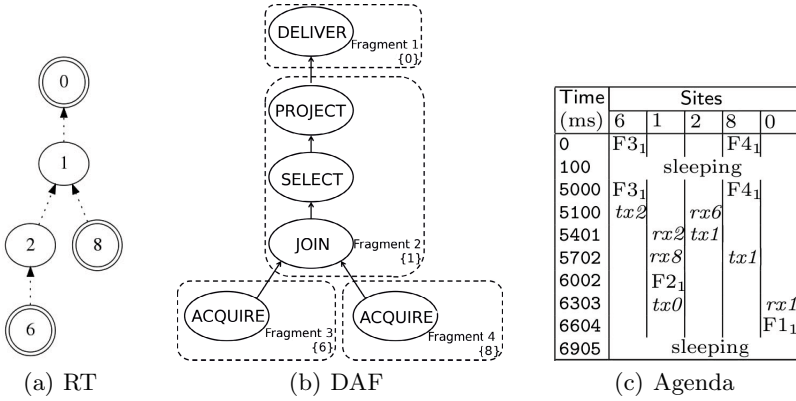 0
1
2
8
6
(a) RT
DELIVER
Fragment 1
{0}
PROJECT
SELECT
JOIN
Fragment 2
{1}
ACQUIRE
Fragment 3
{6}
ACQUIRE
Fragment 4
{8}
(b) DAF
Time Sites
(ms) 6 1 2 8 0
0 F3₁ F4₁
100 sleeping
5000 F3₁ F4₁
5100 tx2 rx6
5401 rx2 tx1
5702 rx8 tx1
6002 F2₁
6303 tx0 rx1
6604 F1₁
6905 sleeping
(c) Agenda